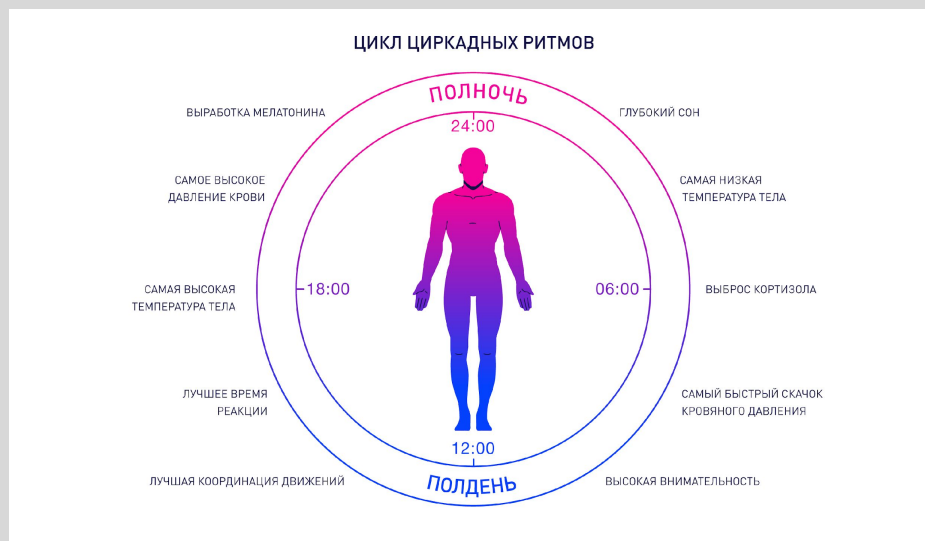 ЦИКЛ ЦИРКАДНЫХ РИТМОВ
ПОЛНОЧЬ
24:00
ВЫРАБОТКА МЕЛАТОНИНА
ГЛУБОКИЙ СОН
САМОЕ ВЫСОКОЕ
ДАВЛЕНИЕ КРОВИ
САМАЯ НИЗКАЯ
ТЕМПЕРАТУРА ТЕЛА
САМАЯ ВЫСОКАЯ
ТЕМПЕРАТУРА ТЕЛА
18:00
06:00
ВЫБРОС КОРТИЗОЛА
ЛУЧШЕЕ ВРЕМЯ
РЕАКЦИИ
САМЫЙ БЫСТРЫЙ СКАЧОК
КРОВЯНОГО ДАВЛЕНИЯ
12:00
ПОЛДЕНЬ
ЛУЧШАЯ КООРДИНАЦИЯ ДВИЖЕНИЙ
ВЫСОКАЯ ВНИМАТЕЛЬНОСТЬ